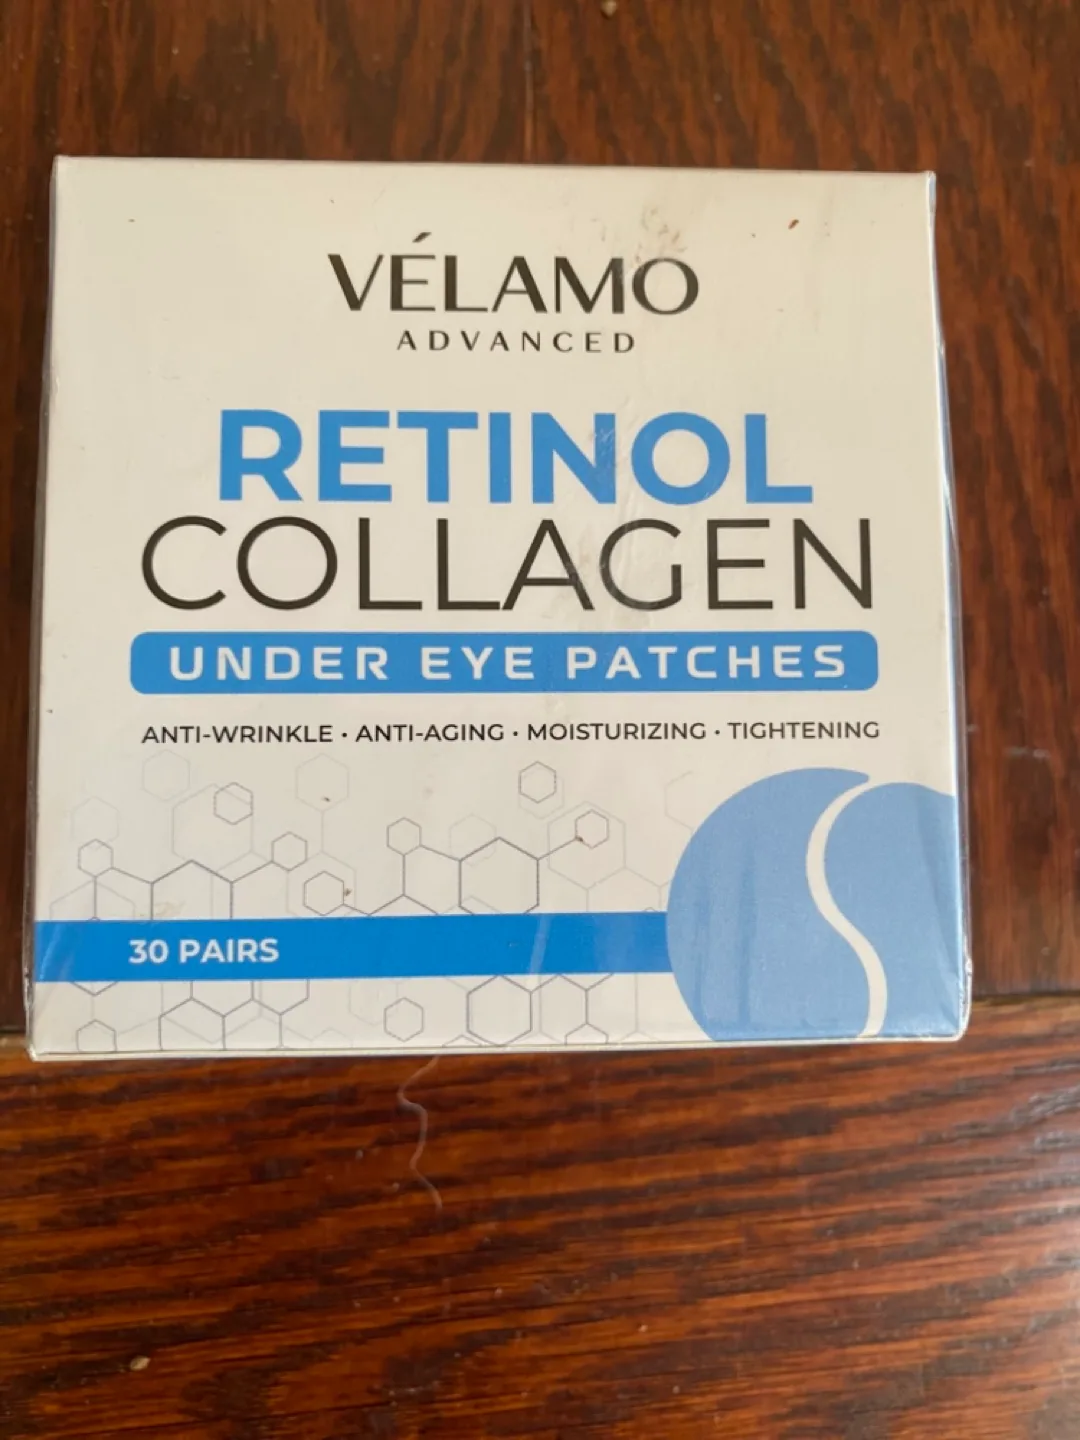 VÉLAMO
ADVANCED
RETINOL
COLLAGEN
UNDER EYE PATCHES
ANTI-WRINKLE · ANTI-AGING · MOISTURIZING · TIGHTENING
30 PAIRS